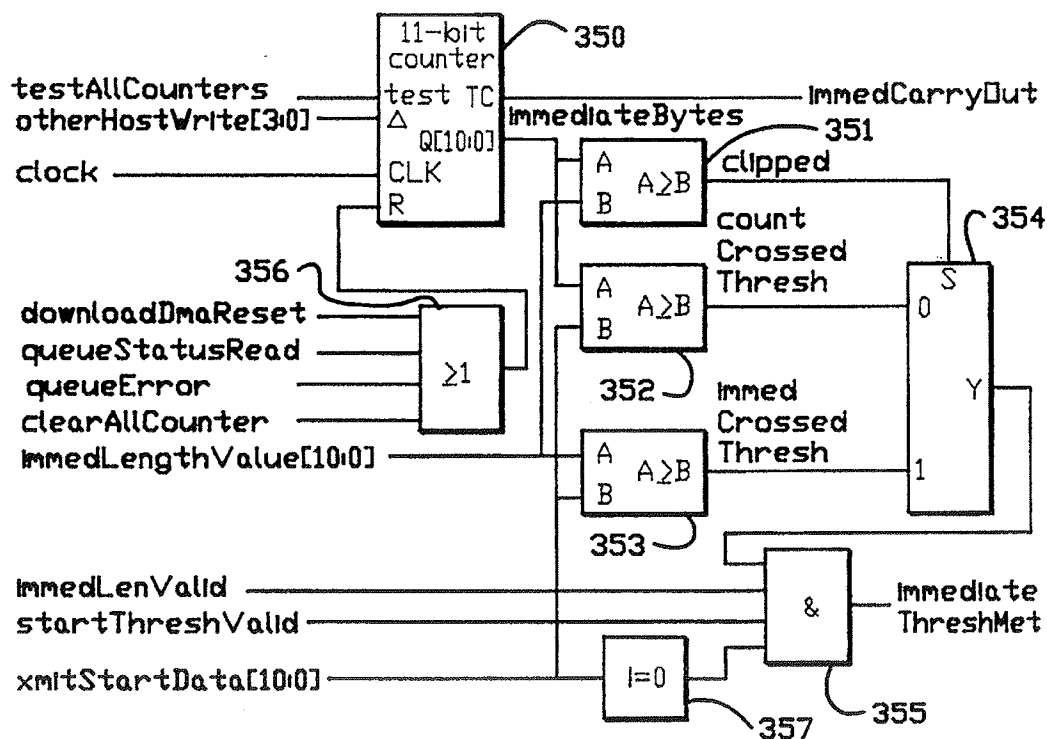 11-bit
counter
350
testAllCounters
test TC
immedCarryOut
otherHostWrite[3:0]
Δ
immediateBytes
Q[10:0]
351
clock
CLK
A
A≥B
clipped
R
B
count
Crossed
Thresh
354
356
S
downloadDmaReset
A
A≥B
0
B
queueStatusRead
≥1
queueError
352
immed
Crossed
Thresh
Y
clearAllCounter
immedLengthValue[10:0]
A
A≥B
1
B
353
immedLenValid
&
immediate
ThreshMet
startThreshValid
xmitStartData[10:0]
!=0
357
355